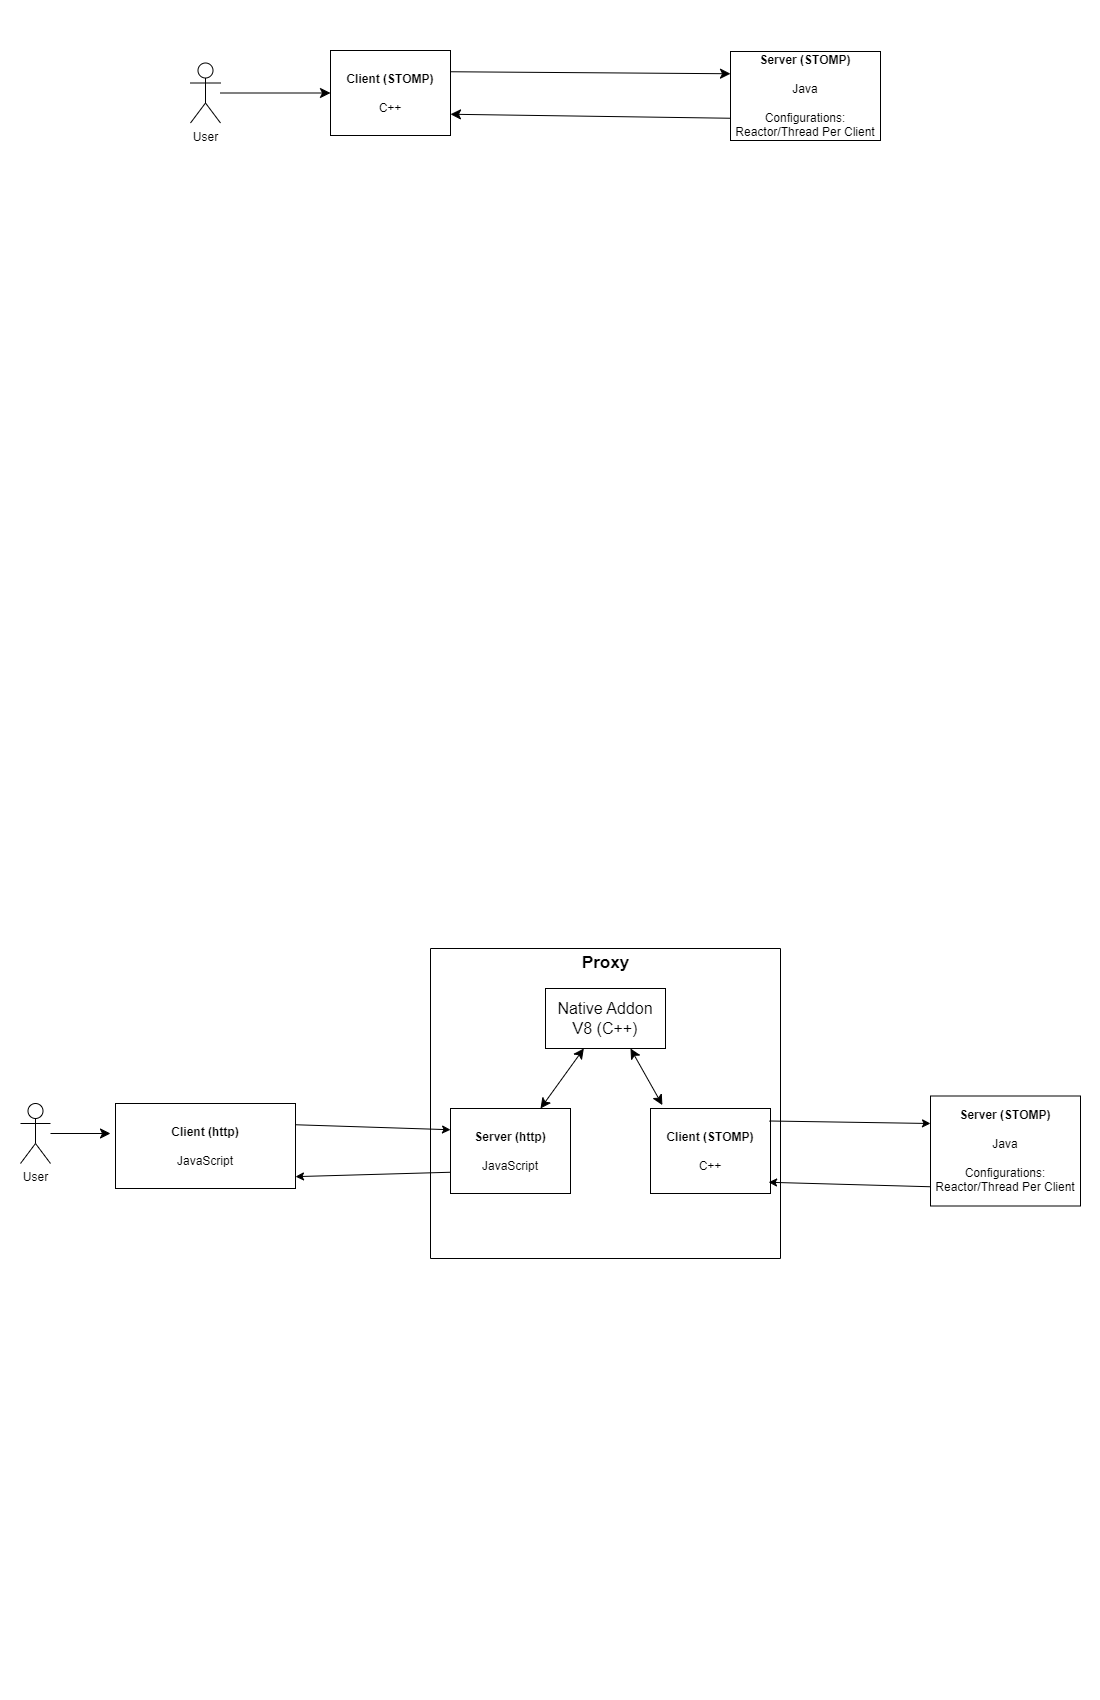 Client (STOMP)
C++
User
Server (STOMP)
Java
Configurations:
Reactor/Thread Per Client
Proxy
Native Addon
V8 (C++)
User
Client (http)
JavaScript
Server (http)
JavaScript
Client (STOMP)
C++
Server (STOMP)
Java
Configurations:
Reactor/Thread Per Client